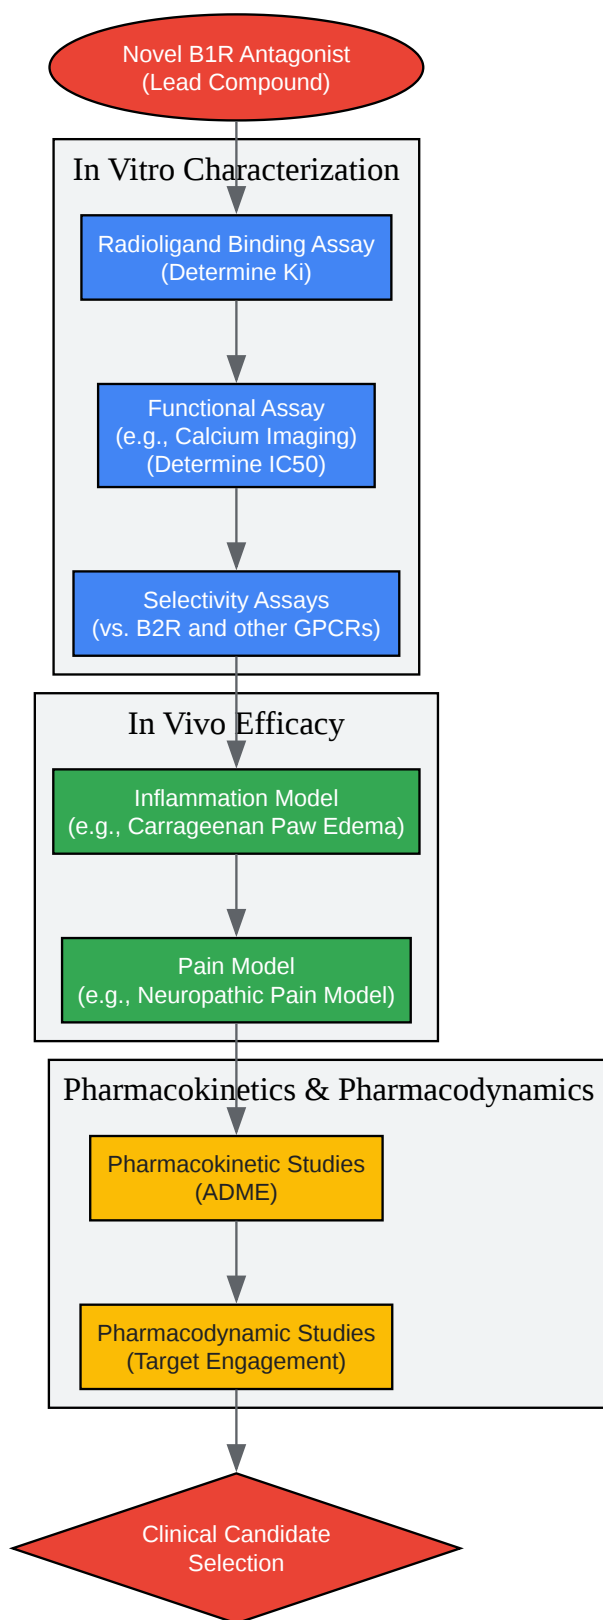 Novel B1R Antagonist
(Lead Compound)
In Vitro Characterization
Radioligand Binding Assay
(Determine Ki)
Functional Assay
(e.g., Calcium Imaging)
(Determine IC50)
Selectivity Assays
(vs. B2R and other GPCRs)
In Vivo Efficacy
Inflammation Model
(e.g., Carrageenan Paw Edema)
Pain Model
(e.g., Neuropathic Pain Model)
Pharmacokinetics & Pharmacodynamics
Pharmacokinetic Studies
(ADME)
Pharmacodynamic Studies
(Target Engagement)
Clinical Candidate
Selection